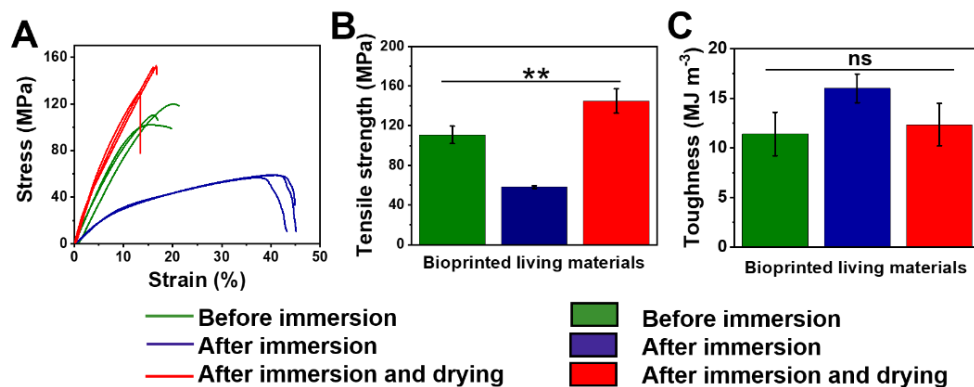 A
Stress (MPa)
160
120
80
40
0
0 10 20 30 40 50
Strain (%)
B
Tensile strength (MPa)
200
160
120
80
40
0
**
Bioprinted living materials
C
Toughness (MJ m⁻³)
20
15
10
5
0
ns
Bioprinted living materials
Before immersion
After immersion
After immersion and drying
Before immersion
After immersion
After immersion and drying